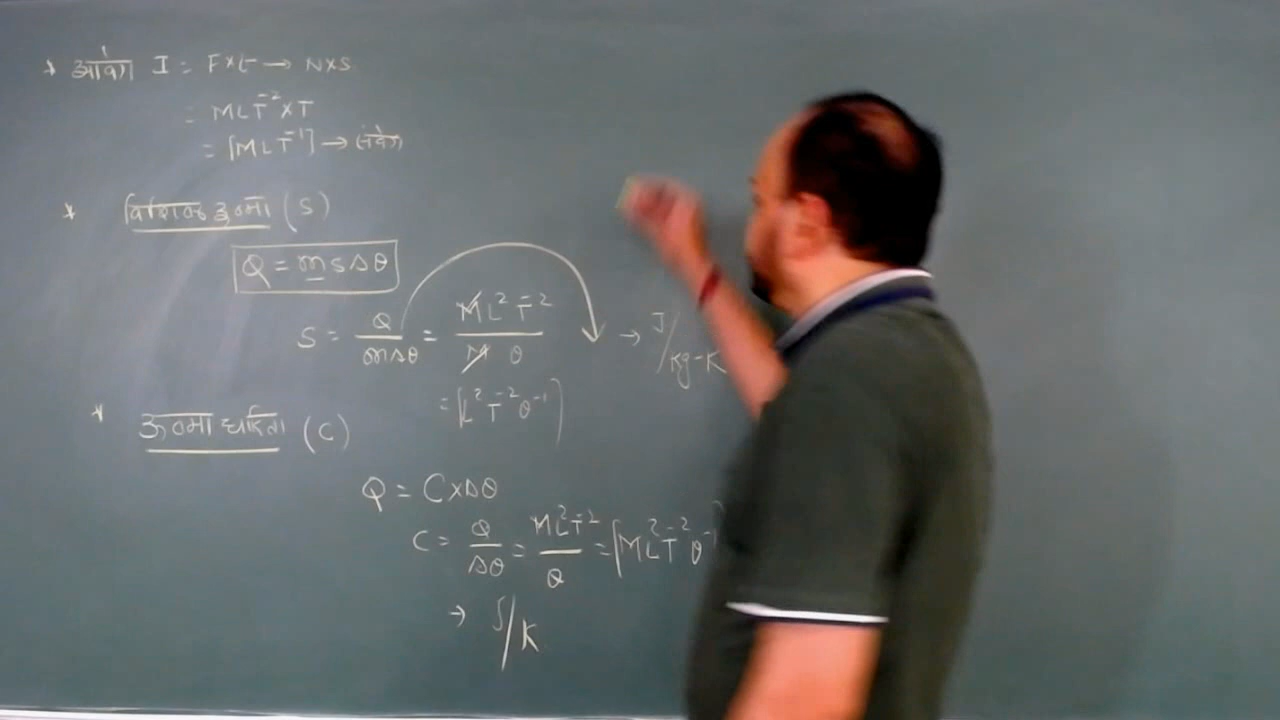 * आवेग I = F×t → N×S
= MLT⁻²×T
= [MLT⁻¹] → संवेग
* विशिष्ट ऊष्मा (S)
Q = msΔθ
S = Q/mΔθ = ML²T⁻²/Mθ → J/kg-K
= [L²T⁻²θ⁻¹]
* ऊष्मा धारिता (C)
Q = C×Δθ
C = Q/Δθ = ML²T⁻²/θ = [ML²T⁻²θ⁻¹]
→ J/K